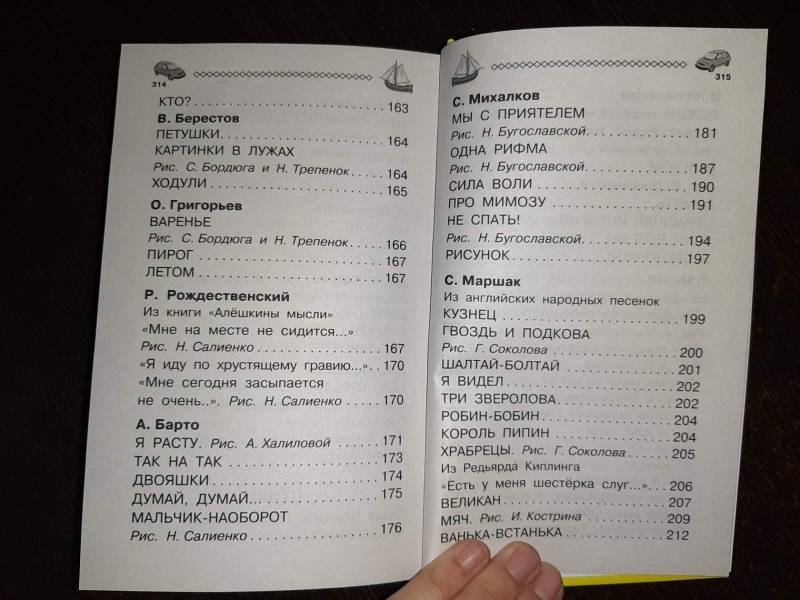 314
КТО? . . . . . . . . . . . . . . . . . . . . . . . 163
В. Берестов
ПЕТУШКИ. . . . . . . . . . . . . . . . . . . . 164
КАРТИНКИ В ЛУЖАХ
Рис. С. Бордюга и Н. Трепенок . . . . 164
ХОДУЛИ . . . . . . . . . . . . . . . . . . . . . 165
О. Григорьев
ВАРЕНЬЕ
Рис. С. Бордюга и Н. Трепенок. . . . . 166
ПИРОГ . . . . . . . . . . . . . . . . . . . . . . 167
ЛЕТОМ . . . . . . . . . . . . . . . . . . . . . . 167
Р. Рождественский
Из книги «Алёшкины мысли»
«Мне на месте не сидится...»
Рис. Н. Салиенко . . . . . . . . . . . . . . . 167
«Я иду по хрустящему гравию...». . 170
«Мне сегодня засыпается
не очень..». Рис. Н. Салиенко . . . . . 170
А. Барто
Я РАСТУ. Рис. А. Халиловой . . . . . . 171
ТАК НА ТАК . . . . . . . . . . . . . . . . . . 173
ДВОЯШКИ . . . . . . . . . . . . . . . . . . . . 174
ДУМАЙ, ДУМАЙ... . . . . . . . . . . . . . . 175
МАЛЬЧИК-НАОБОРОТ
Рис. Н. Салиенко . . . . . . . . . . . . . . . 176
315
С. Михалков
МЫ С ПРИЯТЕЛЕМ
Рис. Н. Бугославской. . . . . . . . . . . . 181
ОДНА РИФМА
Рис. Н. Бугославской. . . . . . . . . . . . 187
СИЛА ВОЛИ . . . . . . . . . . . . . . . . . . 190
ПРО МИМОЗУ . . . . . . . . . . . . . . . . . 191
НЕ СПАТЬ!
Рис. Н. Бугославской. . . . . . . . . . . . 194
РИСУНОК. . . . . . . . . . . . . . . . . . . . . 197
С. Маршак
Из английских народных песенок
КУЗНЕЦ . . . . . . . . . . . . . . . . . . . . . . 199
ГВОЗДЬ И ПОДКОВА
Рис. Г. Соколова . . . . . . . . . . . . . . . 200
ШАЛТАЙ-БОЛТАЙ . . . . . . . . . . . . . . 201
Я ВИДЕЛ . . . . . . . . . . . . . . . . . . . . . 202
ТРИ ЗВЕРОЛОВА. . . . . . . . . . . . . . . 202
РОБИН-БОБИН. . . . . . . . . . . . . . . . . 204
КОРОЛЬ ПИПИН . . . . . . . . . . . . . . . 204
ХРАБРЕЦЫ. Рис. Г. Соколова . . . . . . 205
Из Редьярда Киплинга
«Есть у меня шестёрка слуг...». . . . 206
ВЕЛИКАН . . . . . . . . . . . . . . . . . . . . . 207
МЯЧ. Рис. И. Кострина . . . . . . . . . . . 209
ВАНЬКА-ВСТАНЬКА. . . . . . . . . . . . . 212